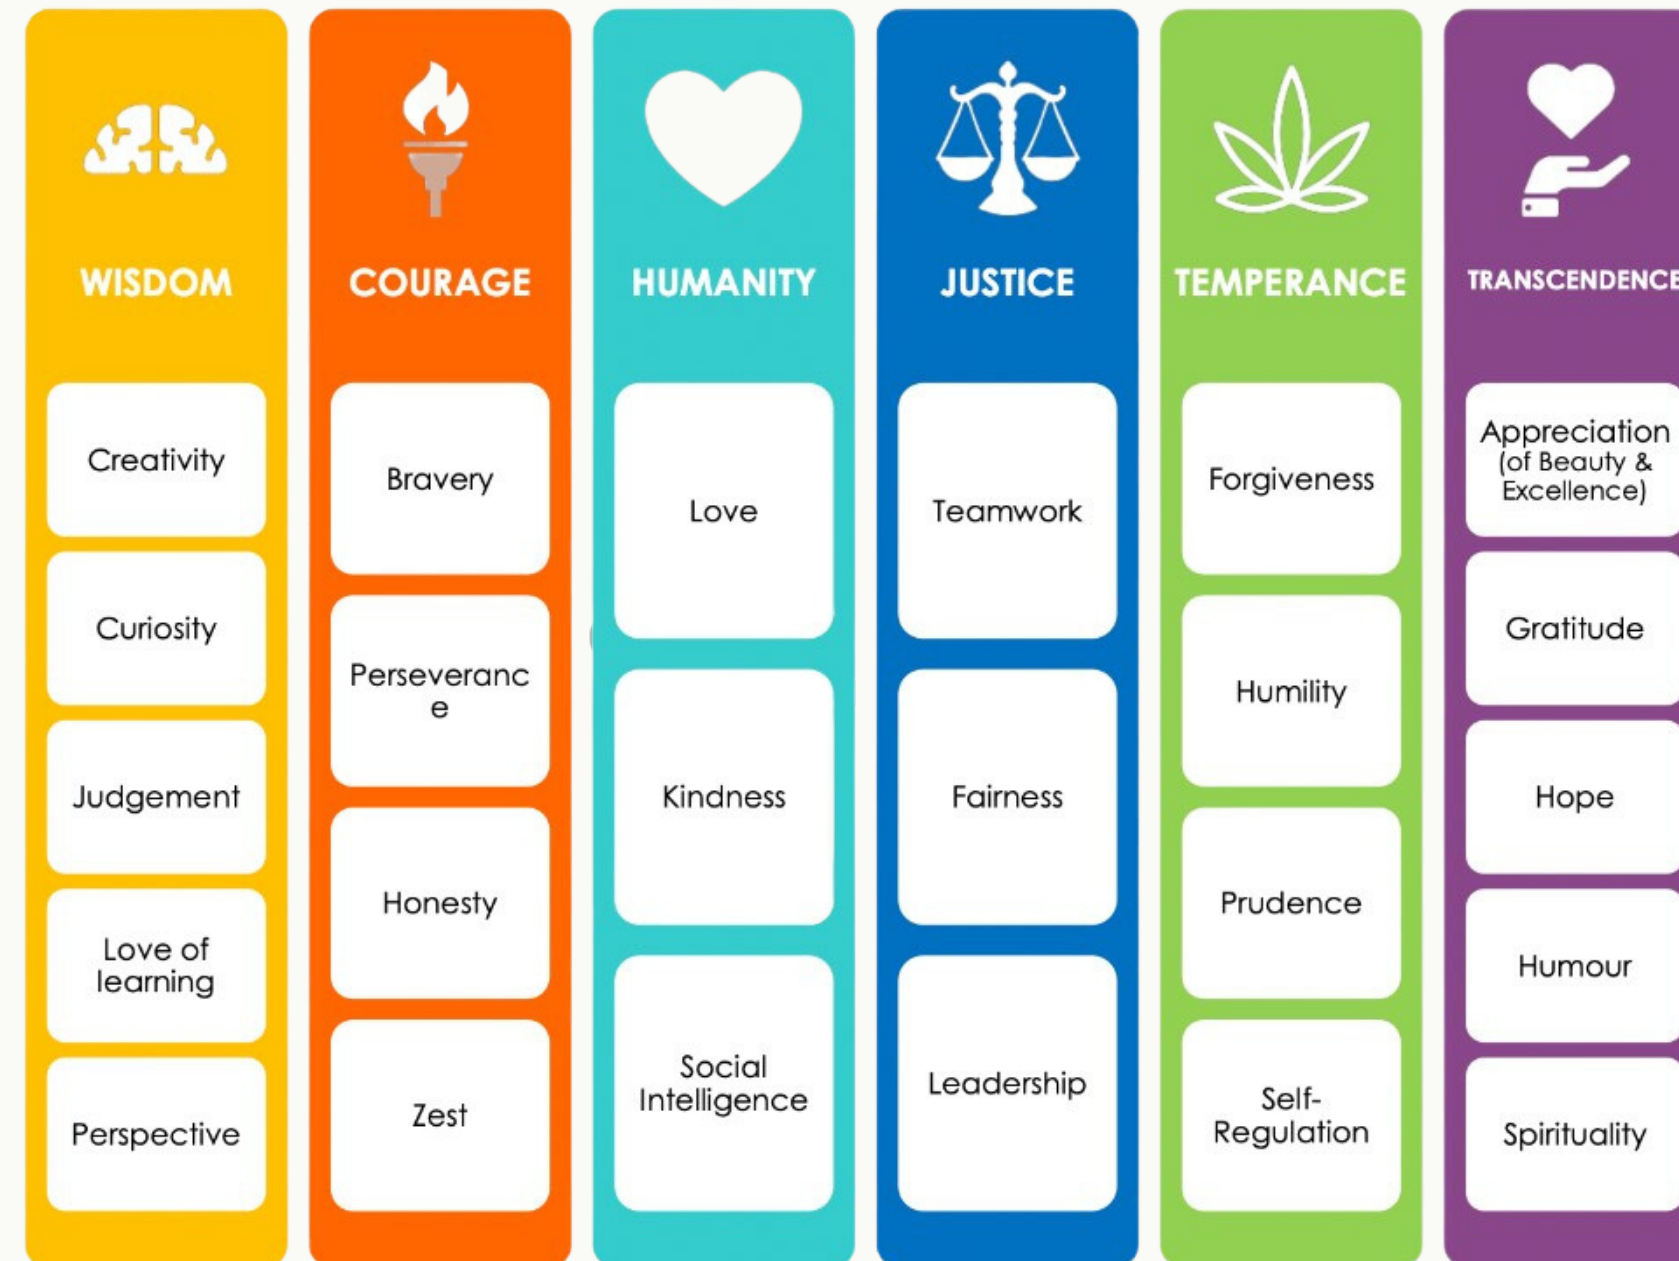 WISDOM
Creativity
Curiosity
Judgement
Love of
learning
Perspective
COURAGE
Bravery
Perseveranc
e
Honesty
Zest
HUMANITY
Love
Kindness
Social
Intelligence
JUSTICE
Teamwork
Fairness
Leadership
TEMPERANCE
Forgiveness
Humility
Prudence
Self-
Regulation
TRANSCENDENCE
Appreciation
(of Beauty &
Excellence)
Gratitude
Hope
Humour
Spirituality